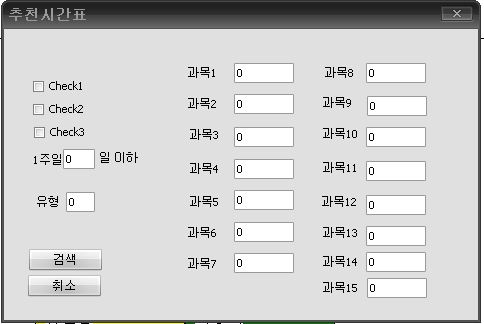 추천시간표
Check1
Check2
Check3
1주일 0 일 이하
유형 0
검색
취소
과목1 0
과목2 0
과목3 0
과목4 0
과목5 0
과목6 0
과목7 0
과목8 0
과목9 0
과목10 0
과목11 0
과목12 0
과목13 0
과목14 0
과목15 0